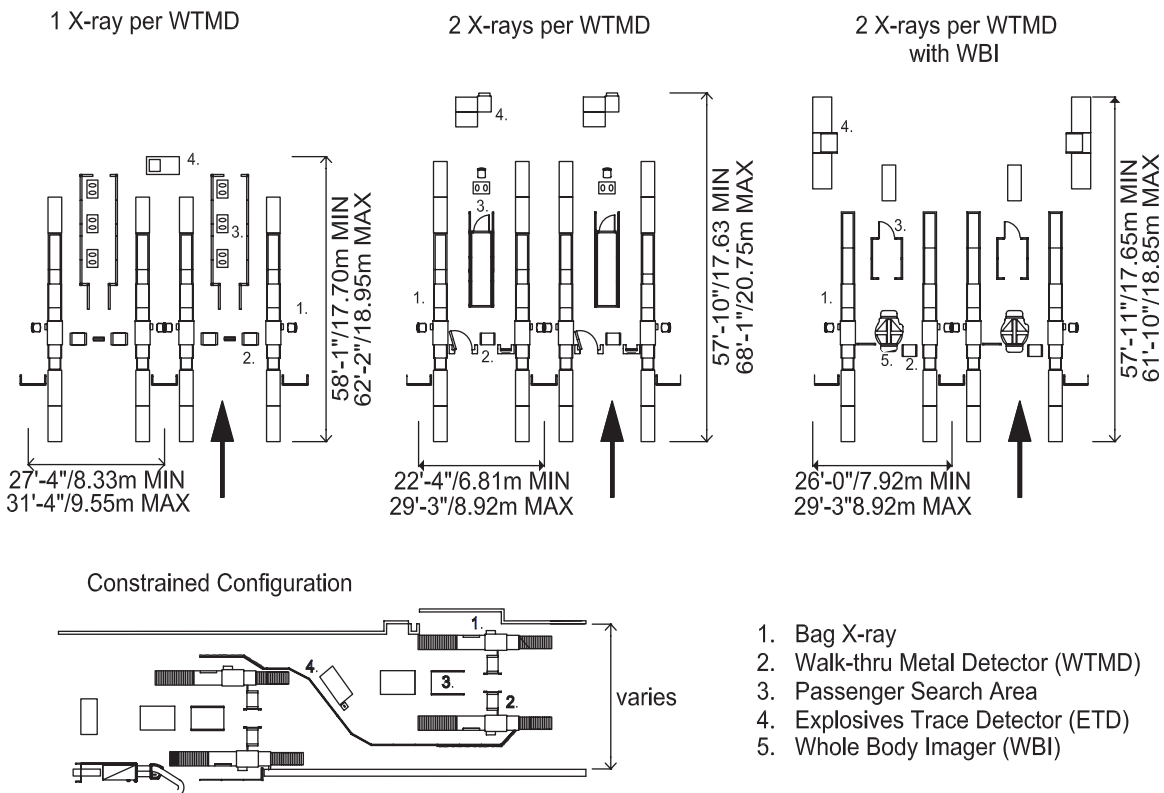 1 X-ray per WTMD
2 X-rays per WTMD
2 X-rays per WTMD
with WBI
4.
3.
1.
2.
58'-1"/17.70m MIN
62'-2"/18.95m MAX
27'-4"/8.33m MIN
31'-4"/9.55m MAX
4.
3.
1.
2.
57'-10"/17.63 MIN
68'-1"/20.75m MAX
22'-4"/6.81m MIN
29'-3"/8.92m MAX
4.
3.
1.
5.
2.
57'-11"/17.65m MIN
61'-10"/18.85m MAX
26'-0"/7.92m MIN
29'-3"8.92m MAX
Constrained Configuration
1.
4.
3.
2.
varies
1. Bag X-ray
2. Walk-thru Metal Detector (WTMD)
3. Passenger Search Area
4. Explosives Trace Detector (ETD)
5. Whole Body Imager (WBI)